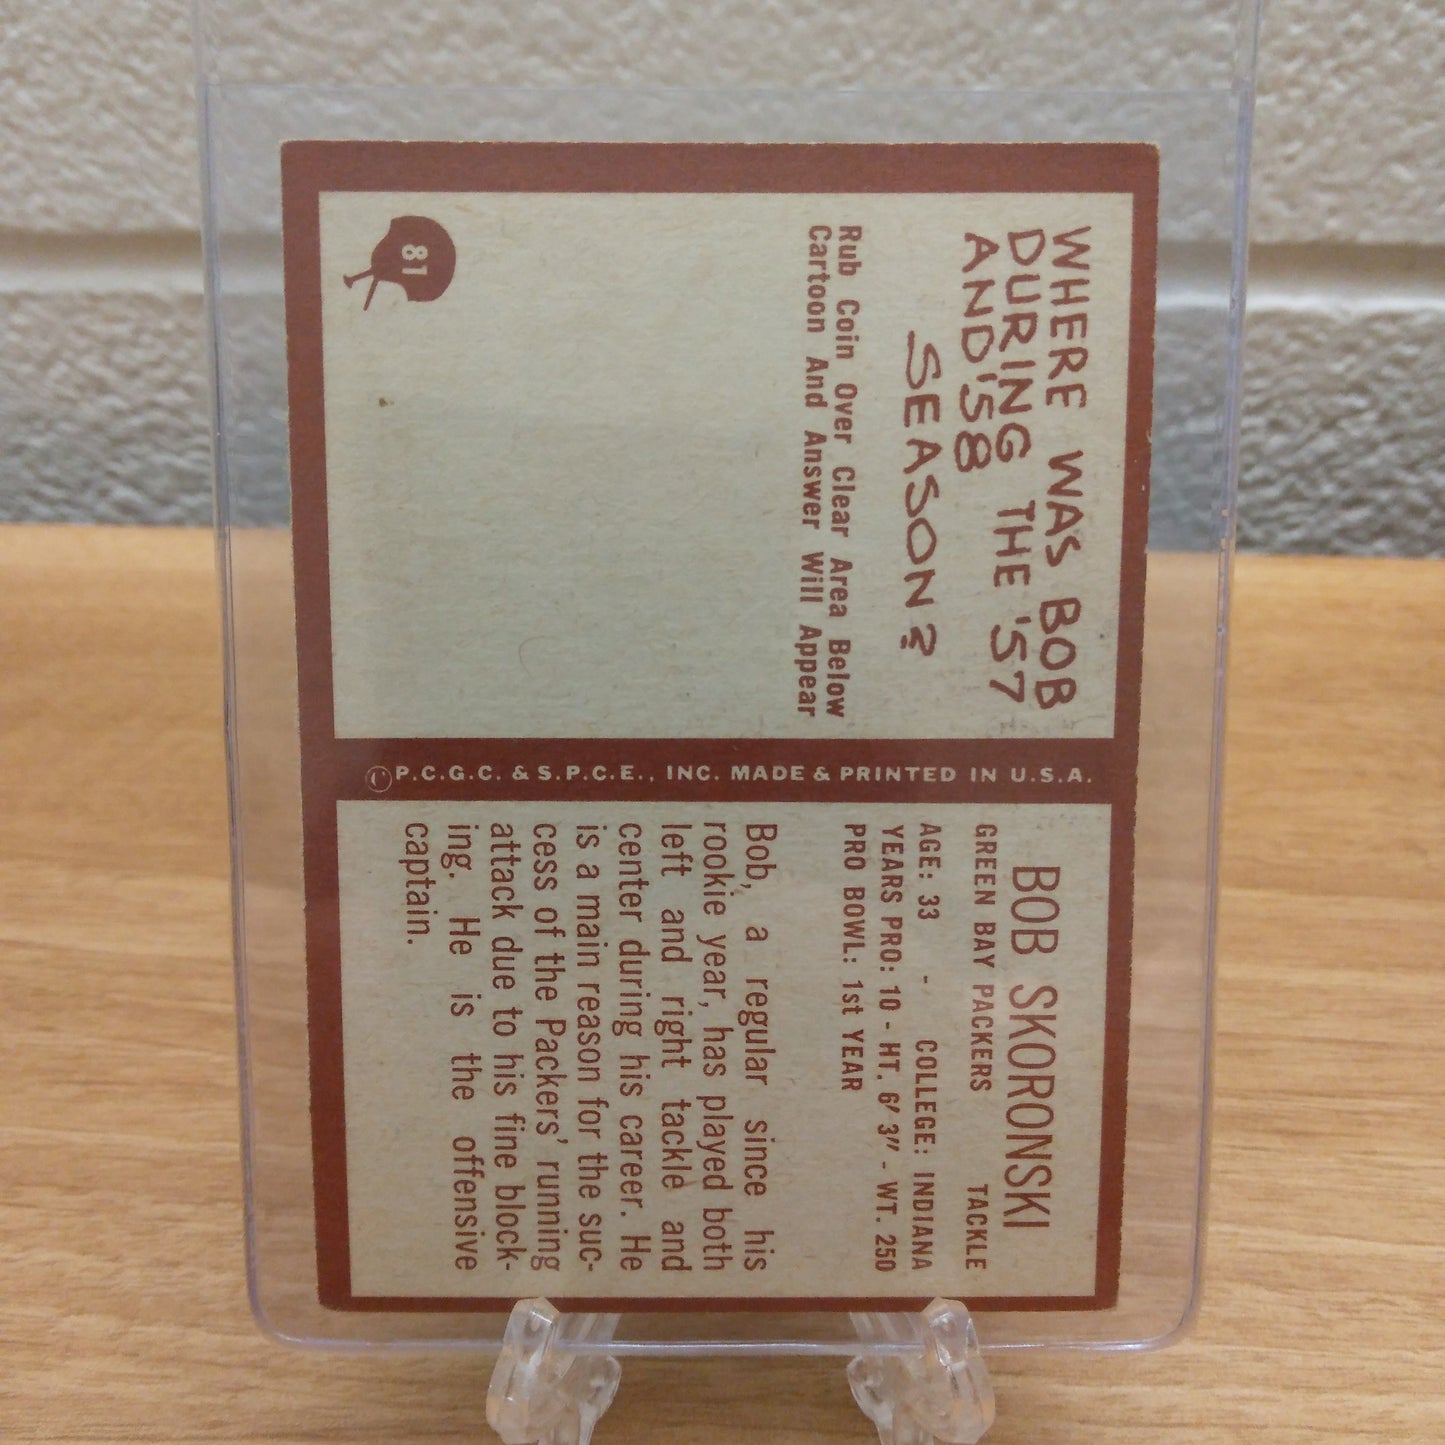 WHERE WAS BOB
DURING THE '57
AND '58
SEASON?
Rub Coin Over Clear Area Below
Cartoon And Answer Will Appear
81
© P.C.G.C. & S.P.C.E., INC. MADE & PRINTED IN U.S.A.
BOB SKORONSKI
GREEN BAY PACKERS TACKLE
AGE: 33 - COLLEGE: INDIANA
YEARS PRO: 10 - HT. 6' 3" - WT. 250
PRO BOWL: 1st YEAR
Bob, a regular since his
rookie year, has played both
left and right tackle and
center during his career. He
is a main reason for the suc-
cess of the Packers' running
attack due to his fine block-
ing. He is the offensive
captain.